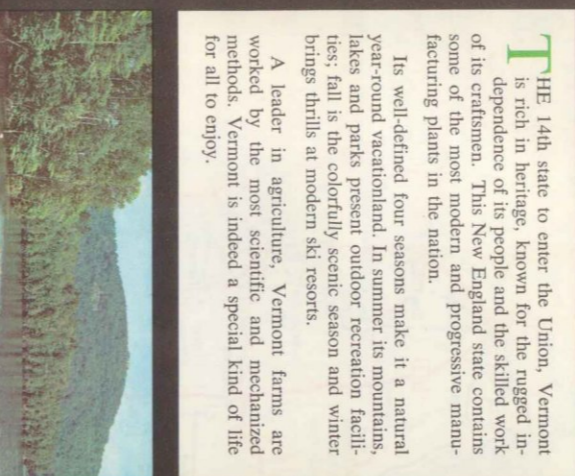 THE 14th state to enter the Union, Vermont
is rich in heritage, known for the rugged in-
dependence of its people and the skilled work
of its craftsmen. This New England state contains
some of the most modern and progressive manu-
facturing plants in the nation.
Its well-defined four seasons make it a natural
year-round vacationland. In summer its mountains,
lakes and parks present outdoor recreation facili-
ties; fall is the colorfully scenic season and winter
brings thrills at modern ski resorts.
A leader in agriculture, Vermont farms are
worked by the most scientific and mechanized
methods. Vermont is indeed a special kind of life
for all to enjoy.